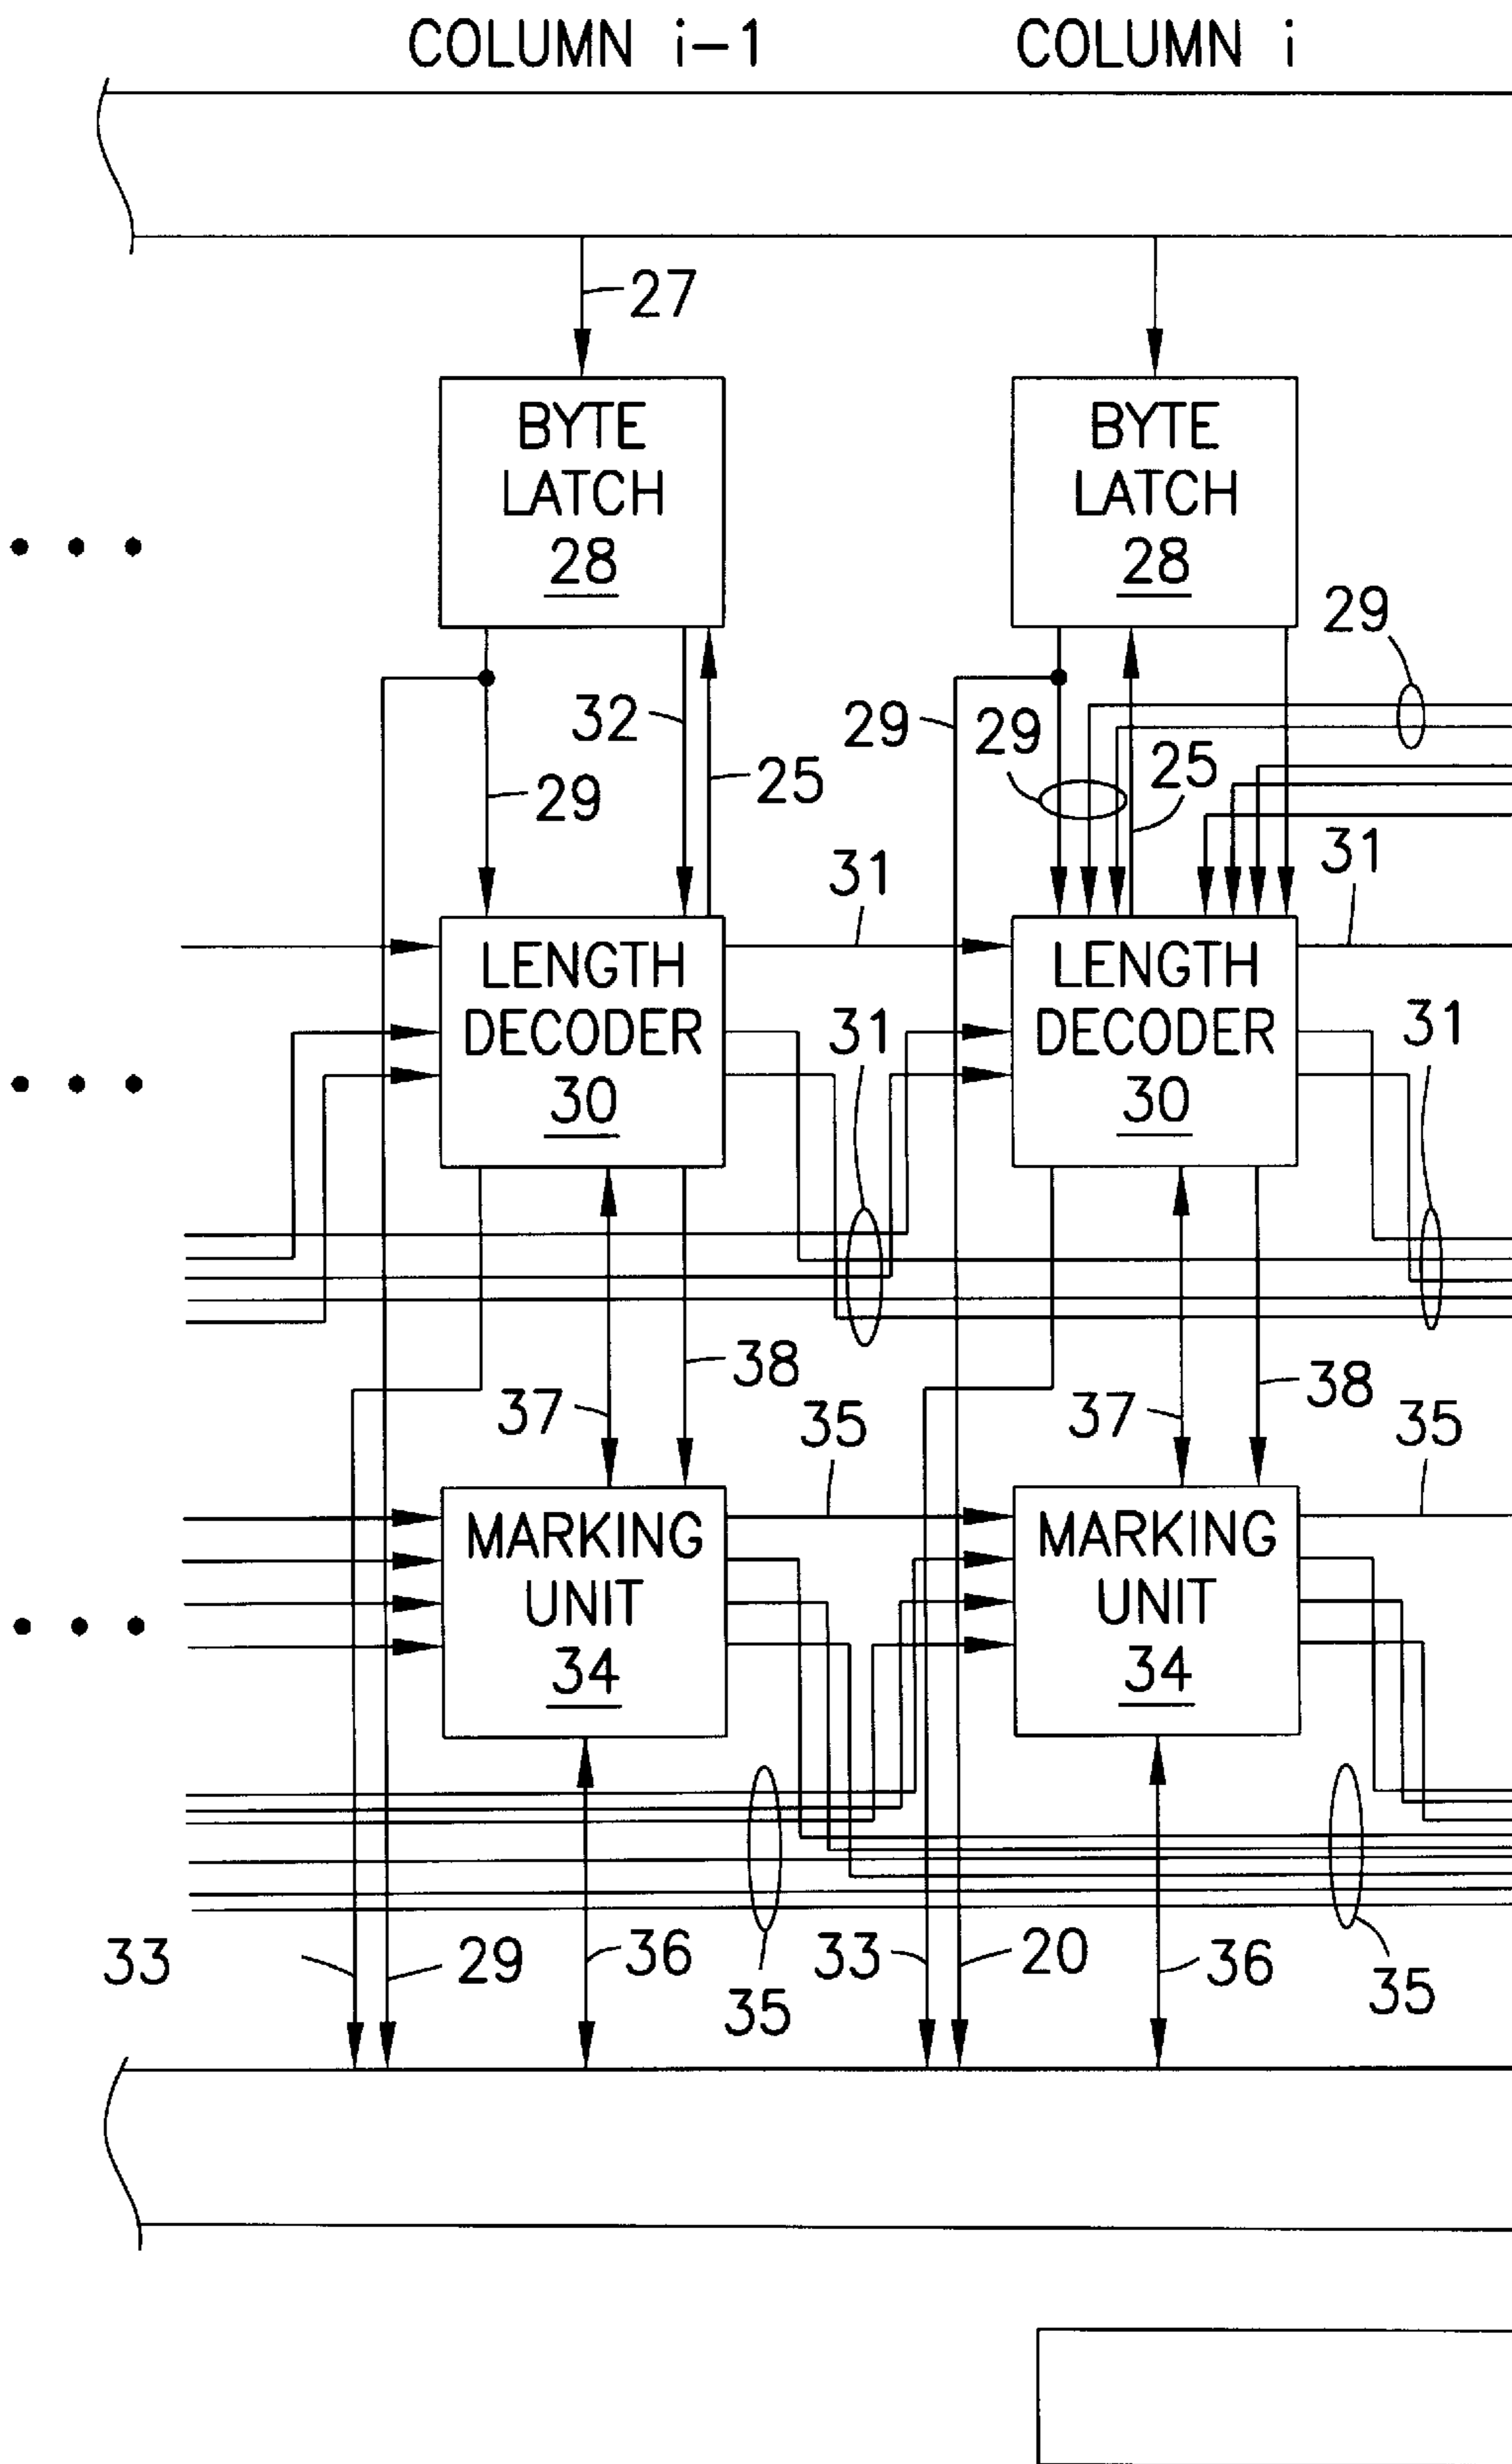 COLUMN i-1
COLUMN i
27
BYTE
LATCH
28
BYTE
LATCH
28
29
32
29
29
25
29
25
31
31
LENGTH
DECODER
30
LENGTH
DECODER
30
31
31
38
37
35
38
37
35
MARKING
UNIT
34
MARKING
UNIT
34
33
29
36
35
33
20
36
35